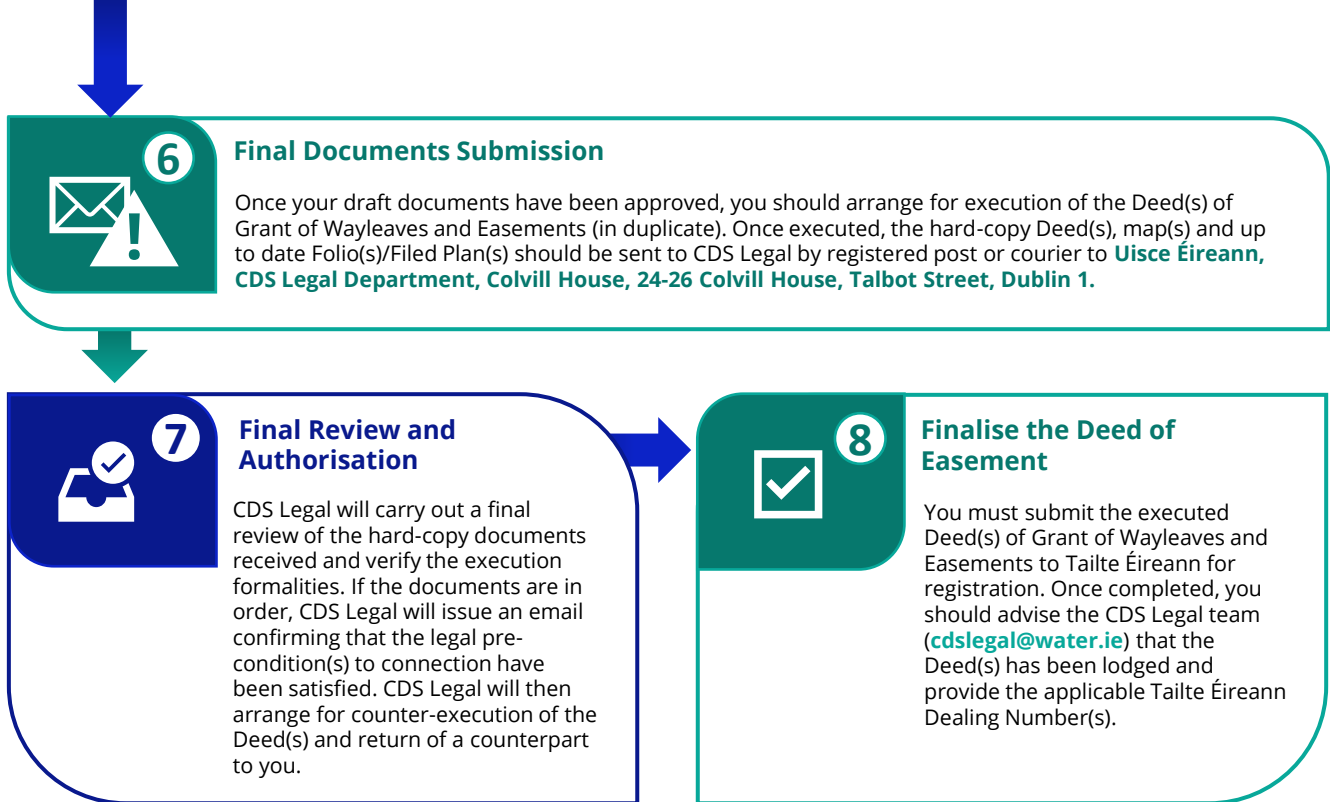 6
Final Documents Submission
Once your draft documents have been approved, you should arrange for execution of the Deed(s) of
Grant of Wayleaves and Easements (in duplicate). Once executed, the hard-copy Deed(s), map(s) and up
to date Folio(s)/Filed Plan(s) should be sent to CDS Legal by registered post or courier to Uisce Éireann,
CDS Legal Department, Colvill House, 24-26 Colvill House, Talbot Street, Dublin 1.
7
Final Review and
Authorisation
CDS Legal will carry out a final
review of the hard-copy documents
received and verify the execution
formalities. If the documents are in
order, CDS Legal will issue an email
confirming that the legal pre-
condition(s) to connection have
been satisfied. CDS Legal will then
arrange for counter-execution of the
Deed(s) and return of a counterpart
to you.
8
Finalise the Deed of
Easement
You must submit the executed
Deed(s) of Grant of Wayleaves and
Easements to Tailte Éireann for
registration. Once completed, you
should advise the CDS Legal team
(cdslegal@water.ie) that the
Deed(s) has been lodged and
provide the applicable Tailte Éireann
Dealing Number(s).